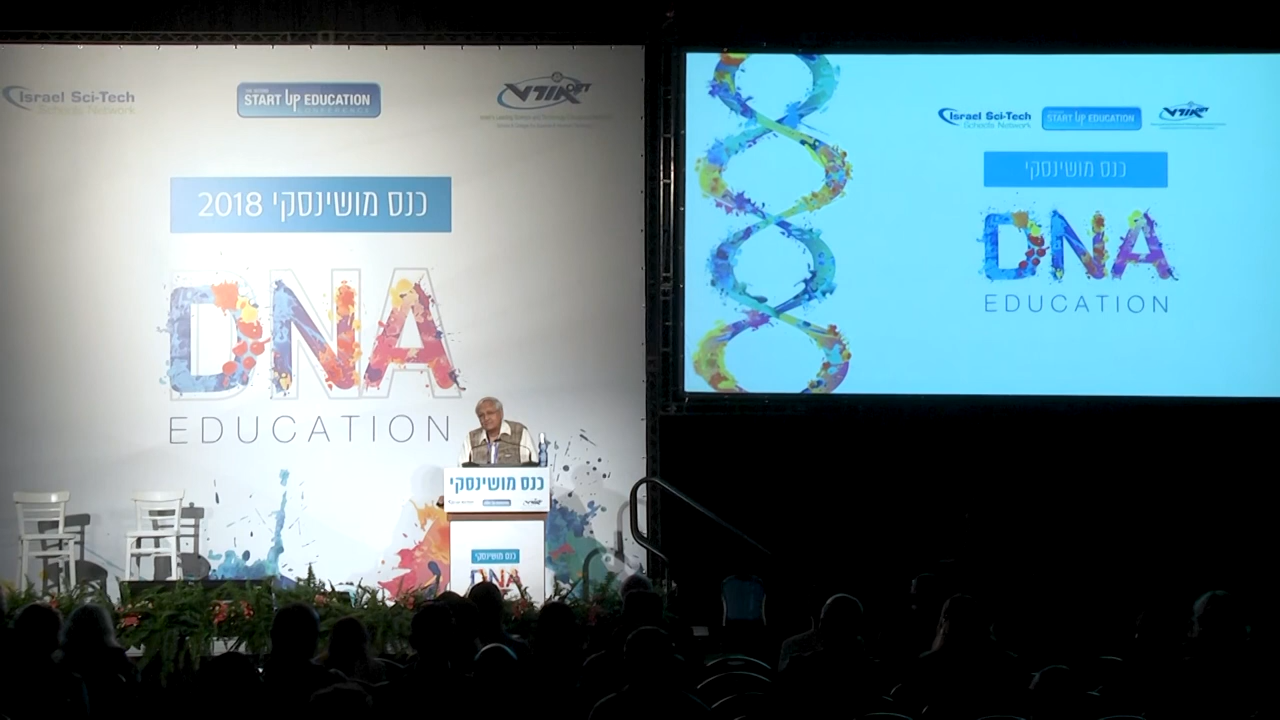 Israel Sci-Tech
Schools Network
START UP EDUCATION
CONFERENCE
אורט
כנס מושינסקי 2018
DNA
EDUCATION
כנס מושינסקי
כנס מושינסקי
DNA
Israel Sci-Tech
Schools Network
START UP EDUCATION
אורט
כנס מושינסקי
DNA
EDUCATION